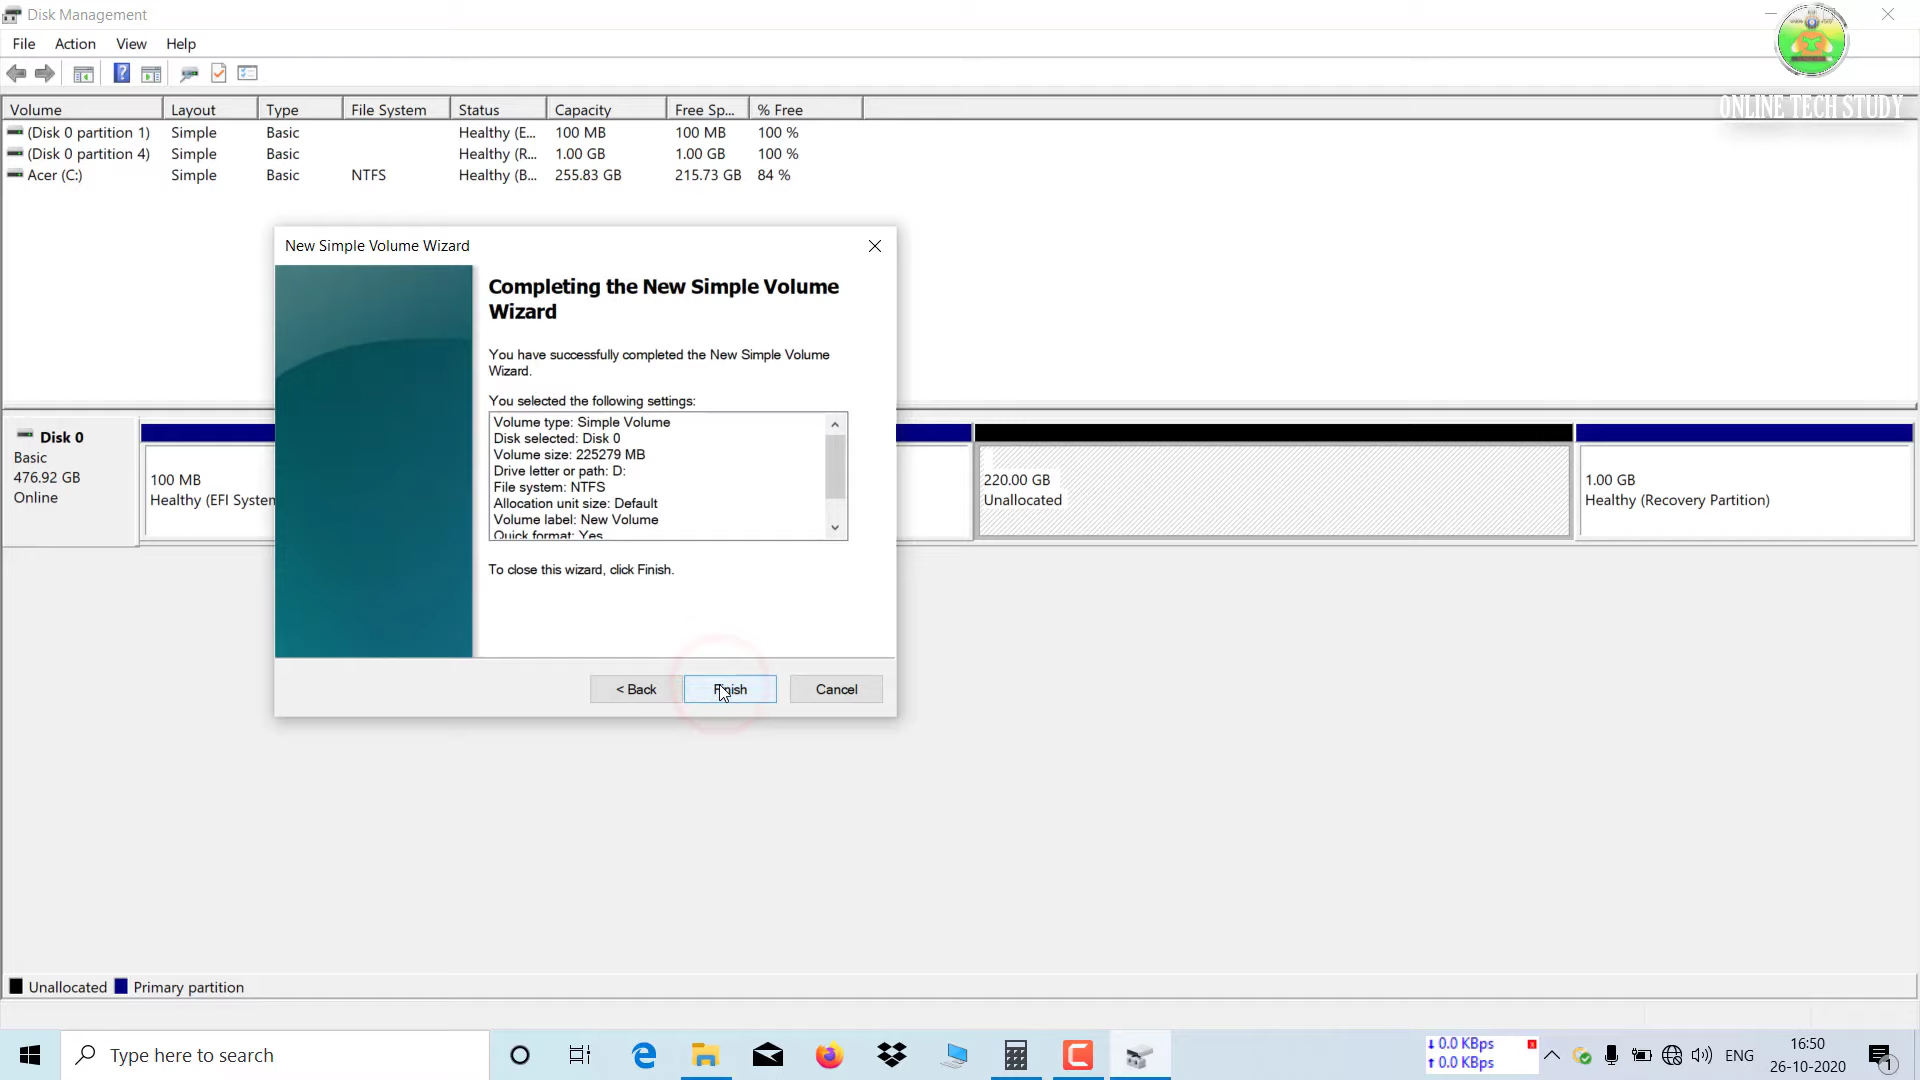 Disk Management
File Action View Help
ONLINE TECH STUDY
Volume Layout Type File System Status Capacity Free Sp... % Free
(Disk 0 partition 1) Simple Basic Healthy (E... 100 MB 100 MB 100 %
(Disk 0 partition 4) Simple Basic Healthy (R... 1.00 GB 1.00 GB 100 %
Acer (C:) Simple Basic NTFS Healthy (B... 255.83 GB 215.73 GB 84 %
New Simple Volume Wizard
Completing the New Simple Volume
Wizard
You have successfully completed the New Simple Volume
Wizard.
You selected the following settings:
Volume type: Simple Volume
Disk selected: Disk 0
Volume size: 225279 MB
Drive letter or path: D:
File system: NTFS
Allocation unit size: Default
Volume label: New Volume
Quick format: Yes
To close this wizard, click Finish.
< Back Finish Cancel
Disk 0
Basic
476.92 GB
Online
100 MB
Healthy (EFI System
220.00 GB
Unallocated
1.00 GB
Healthy (Recovery Partition)
Unallocated Primary partition
Type here to search
0.0 KBps
0.0 KBps
ENG
16:50
26-10-2020
1